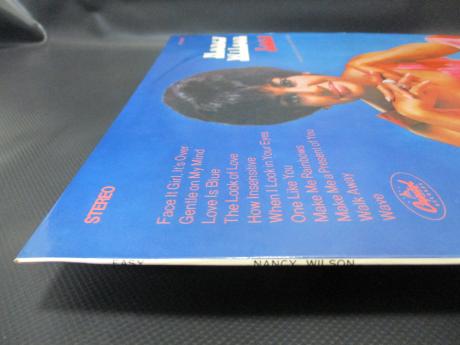 Nancy
Wilson
Easy
STEREO
Face It Girl, It's Over
Gentle on My Mind
Love Is Blue
The Look of Love
How Insensitive
When I Look in Your Eyes
One Like You
Make Me Rainbows
Make Me a Present of You
Walk Away
Wave
Capitol
EASY NANCY WILSON